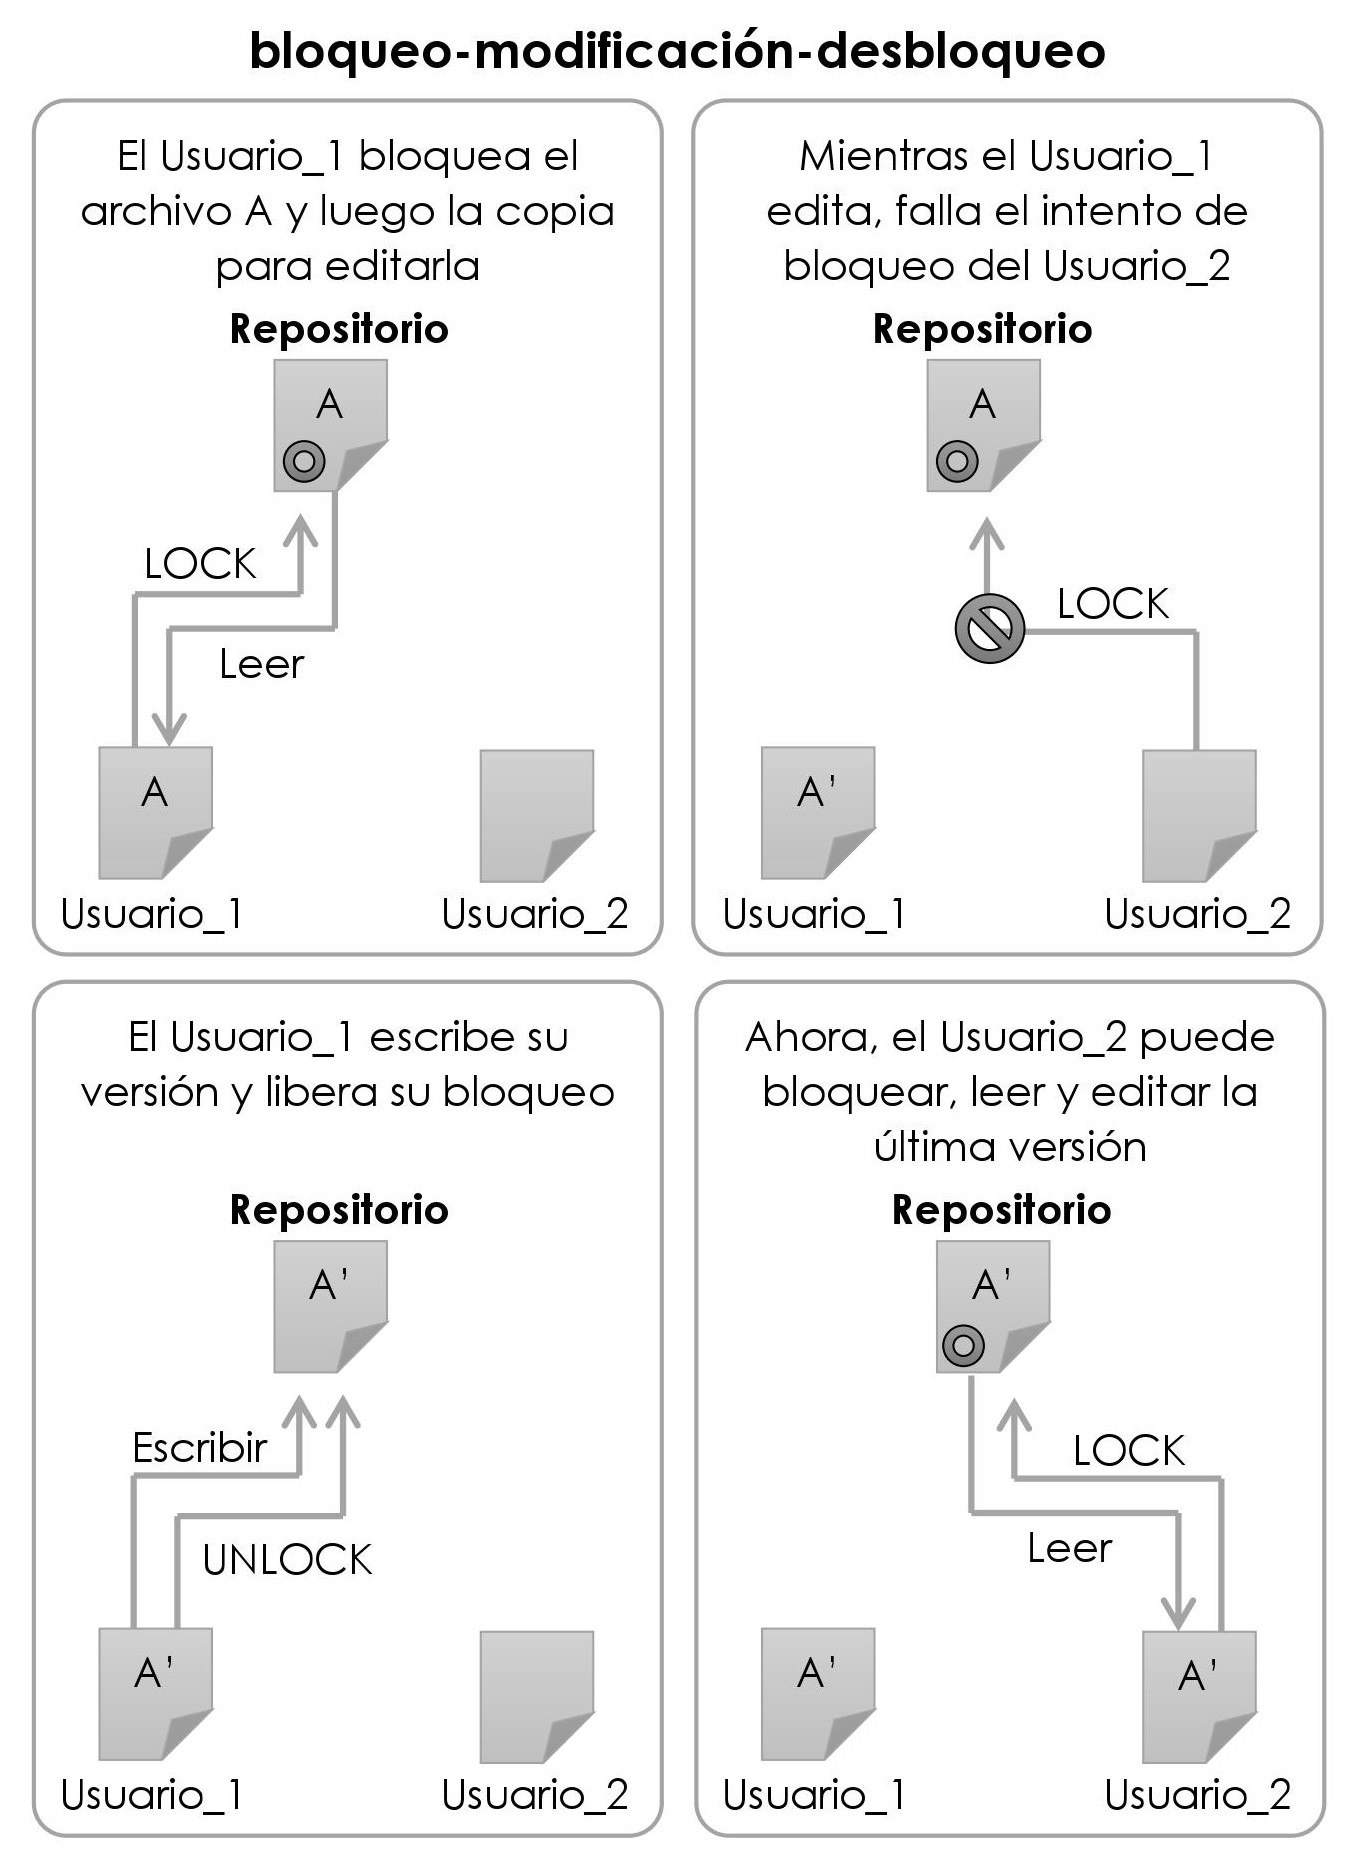 bloqueo-modificación-desbloqueo
El Usuario_1 bloquea el
archivo A y luego la copia
para editarla
Repositorio
A
LOCK
Leer
A
Usuario_1
Usuario_2
Mientras el Usuario_1
edita, falla el intento de
bloqueo del Usuario_2
Repositorio
A
LOCK
A'
Usuario_1
Usuario_2
El Usuario_1 escribe su
versión y libera su bloqueo
Repositorio
A'
Escribir
UNLOCK
A'
Usuario_1
Usuario_2
Ahora, el Usuario_2 puede
bloquear, leer y editar la
última versión
Repositorio
A'
LOCK
Leer
A'
A'
Usuario_1
Usuario_2